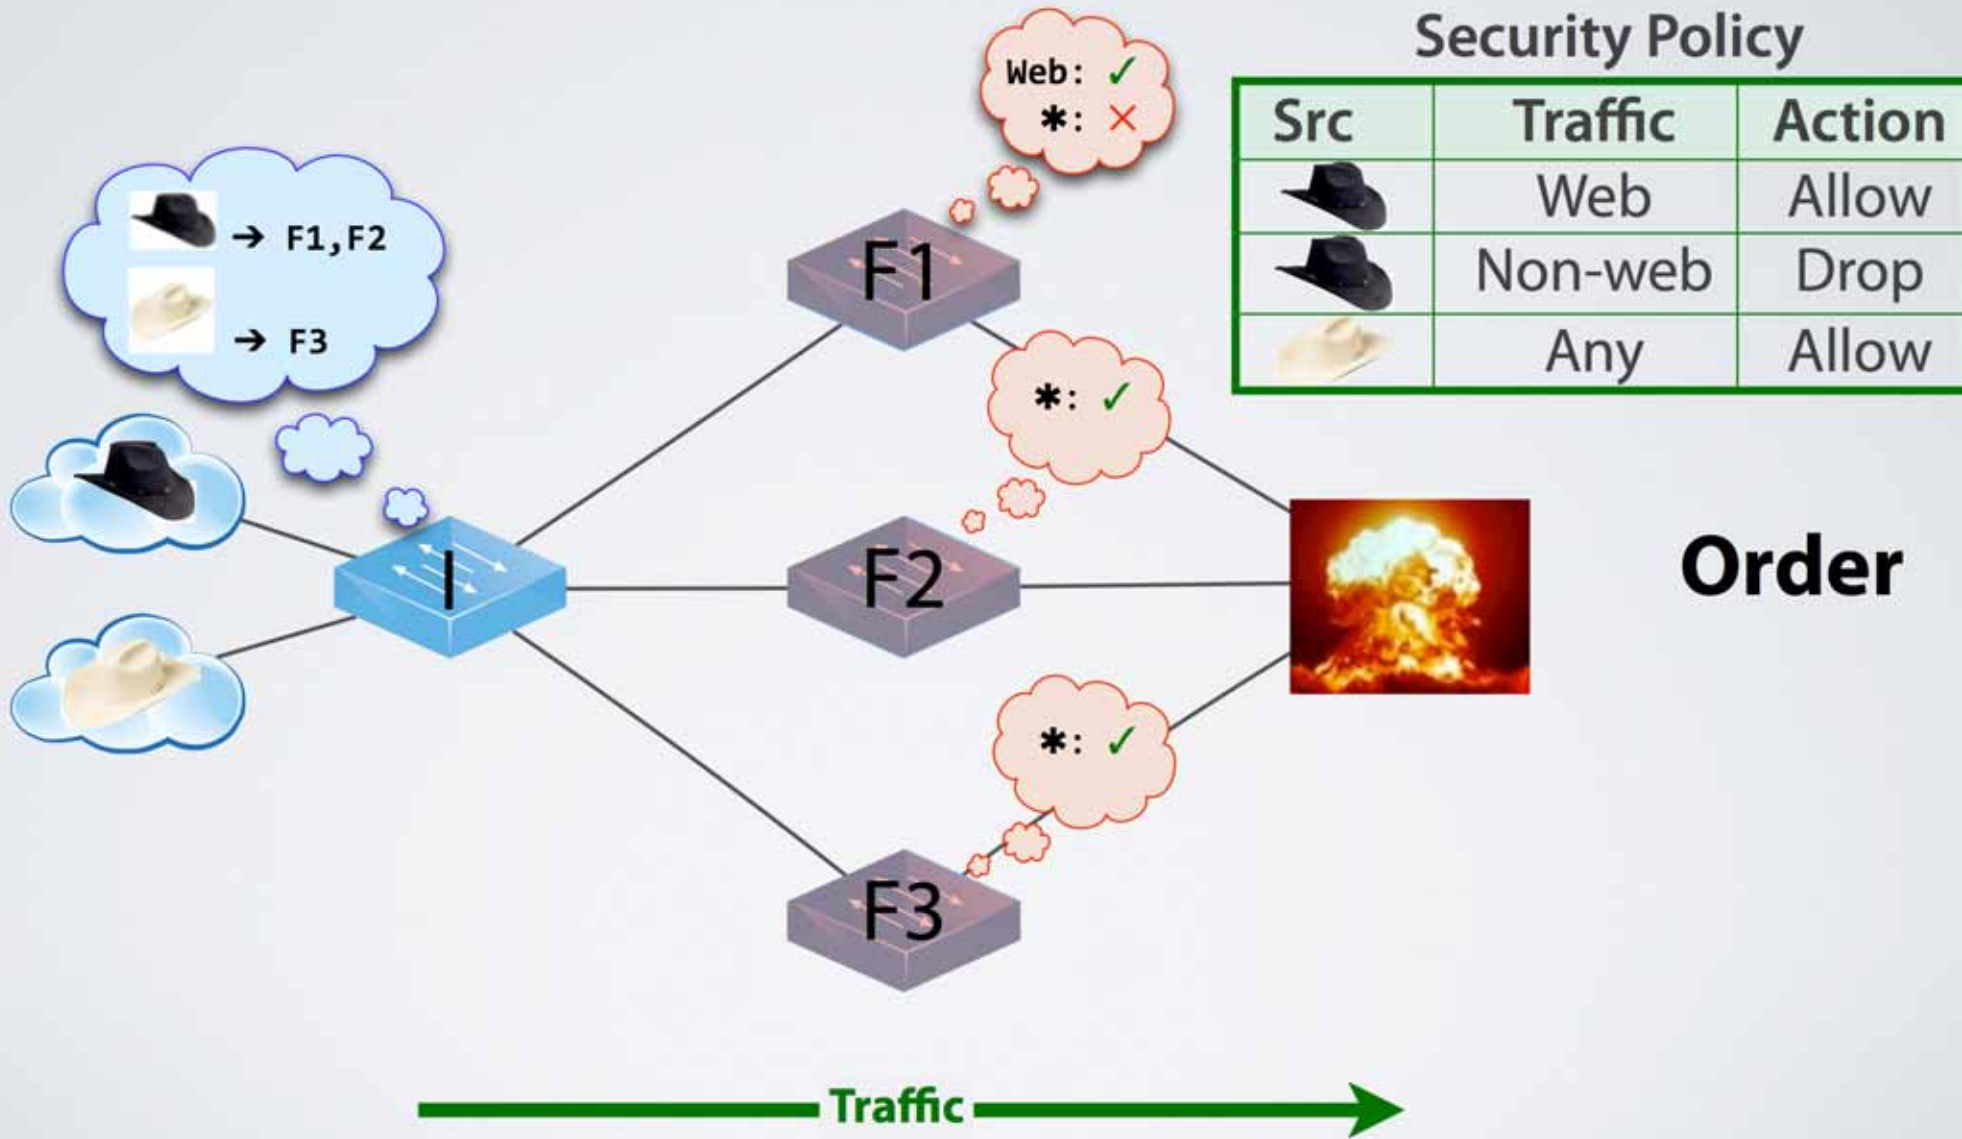 Security Policy
Src Traffic Action
Web Allow
Non-web Drop
Any Allow
Web: ✓
*: ×
→ F1,F2
→ F3
F1
*: ✓
I
F2
Order
*: ✓
F3
Traffic